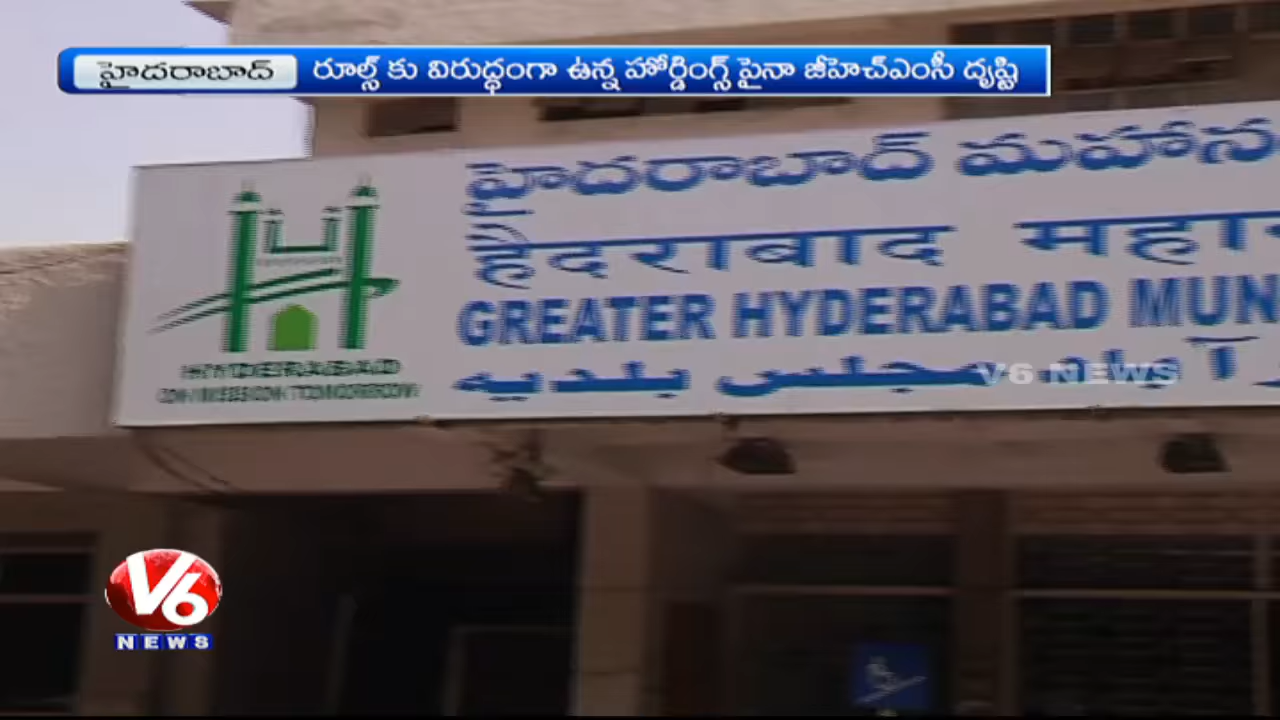 హైదరాబాద్ రూల్స్ కు విరుద్ధంగా ఉన్న హోర్డింగ్స్ పైనా జీహెచ్ఎంసీ దృష్టి
హైదరాబాద్ మహాన
हैदराबाद महा
GREATER HYDERABAD MUN
مجلس بلدیہ
HYDERABAD
V6 NEWS
V6
NEWS